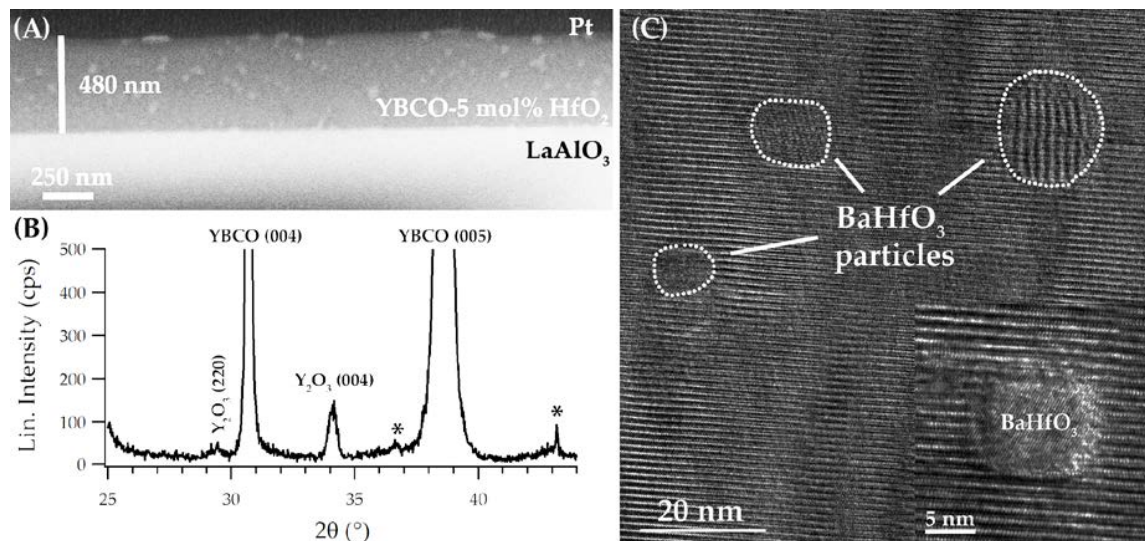 (A)
Pt
480 nm
YBCO-5 mol% HfO₂
LaAlO₃
250 nm
(B)
YBCO (004)
YBCO (005)
500
400
300
200
100
0
Lin. Intensity (cps)
Y₂O₃ (220)
Y₂O₃ (004)
*
*
25
30
35
40
2θ (°)
(C)
BaHfO₃
particles
BaHfO₃
20 nm
5 nm